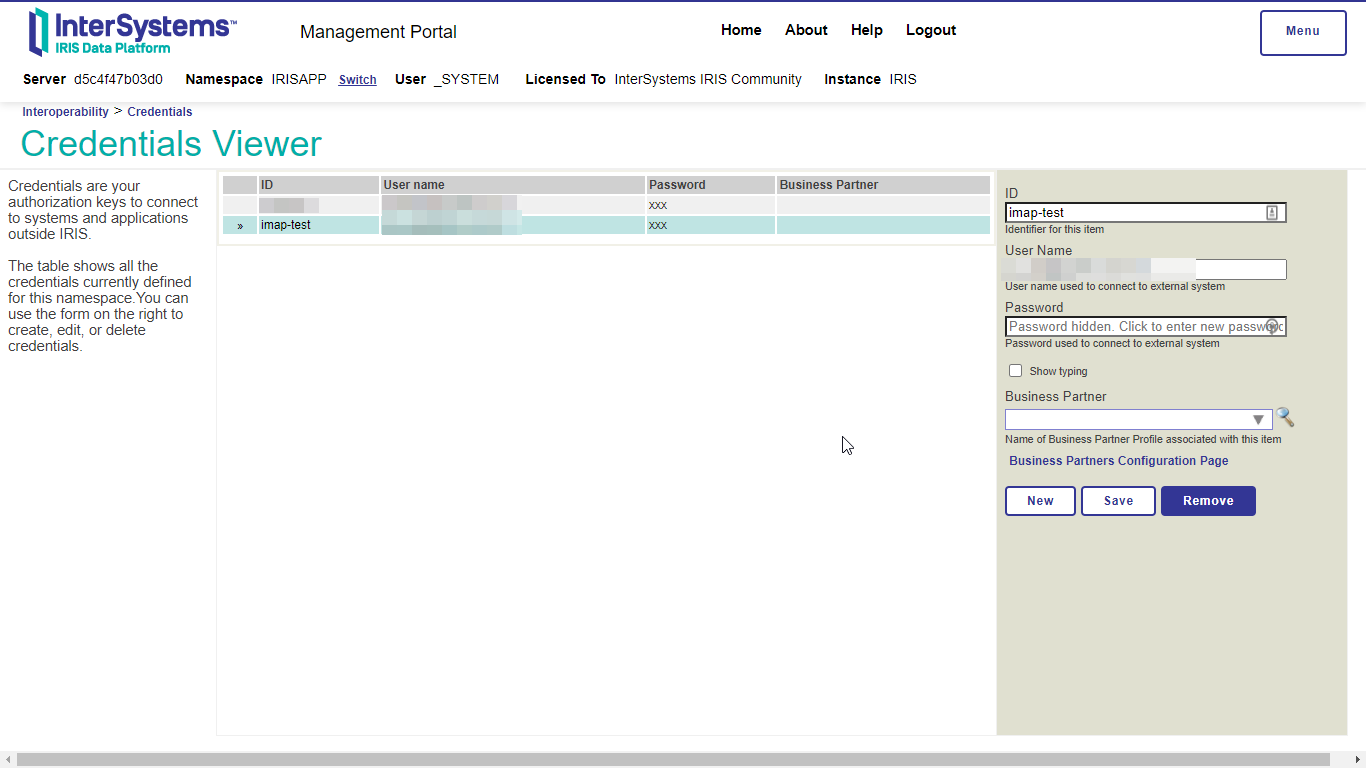 InterSystems™
IRIS Data Platform
Management Portal
Home About Help Logout
Menu
Server d5c4f47b03d0 Namespace IRISAPP Switch User _SYSTEM Licensed To InterSystems IRIS Community Instance IRIS
Interoperability > Credentials
Credentials Viewer
Credentials are your
authorization keys to connect
to systems and applications
outside IRIS.
The table shows all the
credentials currently defined
for this namespace.You can
use the form on the right to
create, edit, or delete
credentials.
ID User name Password Business Partner
xxx
» imap-test xxx
ID
imap-test
Identifier for this item
User Name
User name used to connect to external system
Password
Password hidden. Click to enter new passwor
Password used to connect to external system
Show typing
Business Partner
Name of Business Partner Profile associated with this item
Business Partners Configuration Page
New Save Remove